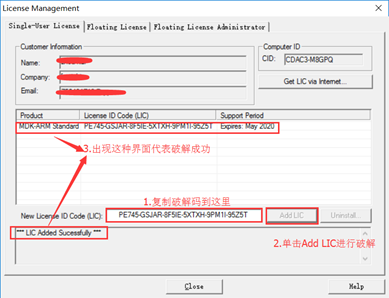 License Management
Single-User License | Floating License | Floating License Administrator
Customer Information
Name:
Company:
Email:
Computer ID
CID: CDAC3-M8GPQ
Get LIC via Internet...
Product License ID Code (LIC) Support Period
MDK-ARM Standard PE745-GSJAR-8F5IE-5XTXH-9PM1I-95Z5T Expires: May 2020
3.出现这种界面代表破解成功
1.复制破解码到这里
New License ID Code (LIC): PE745-GSJAR-8F5IE-5XTXH-9PM1I-95Z5T Add LIC Uninstall...
*** LIC Added Sucessfully ***
2.单击Add LIC进行破解
Close Help